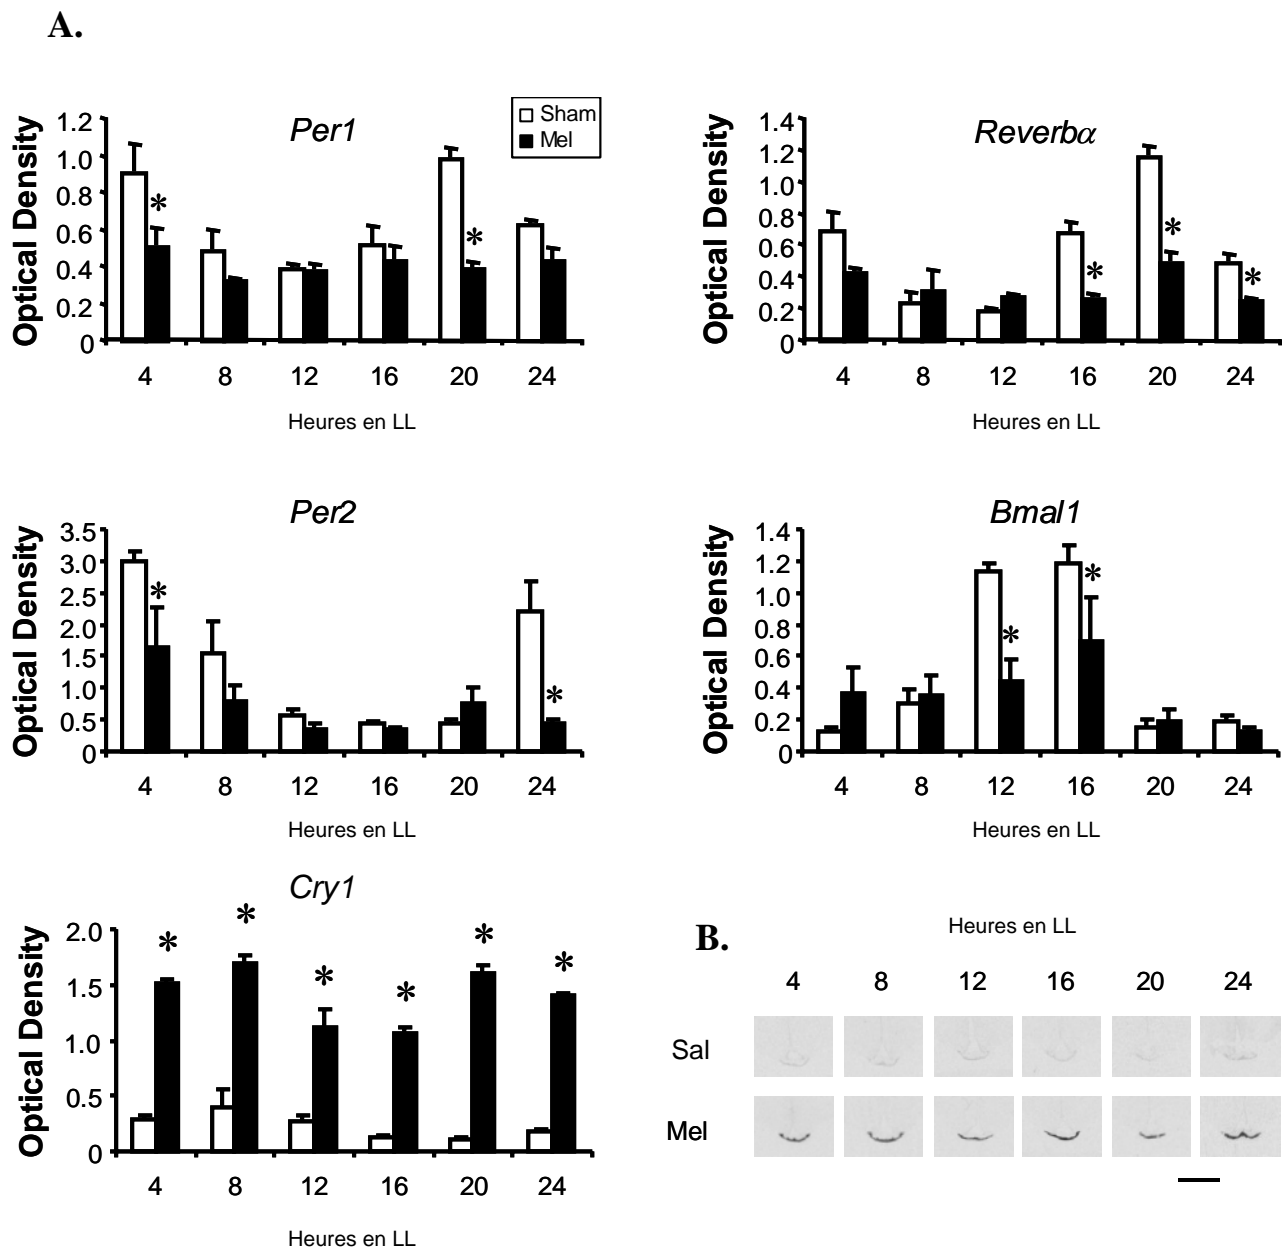 A.
Per1
Sham
Mel
Optical Density
1.2
1.0
0.8
0.6
0.4
0.2
0
*
*
4 8 12 16 20 24
Heures en LL
Reverbα
Optical Density
1.4
1.2
1.0
0.8
0.6
0.4
0.2
0
*
*
*
4 8 12 16 20 24
Heures en LL
Per2
Optical Density
3.5
3.0
2.5
2.0
1.5
1.0
0.5
0
*
*
4 8 12 16 20 24
Heures en LL
Bmal1
Optical Density
1.4
1.2
1.0
0.8
0.6
0.4
0.2
0
*
*
4 8 12 16 20 24
Heures en LL
Cry1
Optical Density
2.0
1.5
1.0
0.5
0
*
*
*
*
*
*
4 8 12 16 20 24
Heures en LL
B.
Heures en LL
4 8 12 16 20 24
Sal
Mel